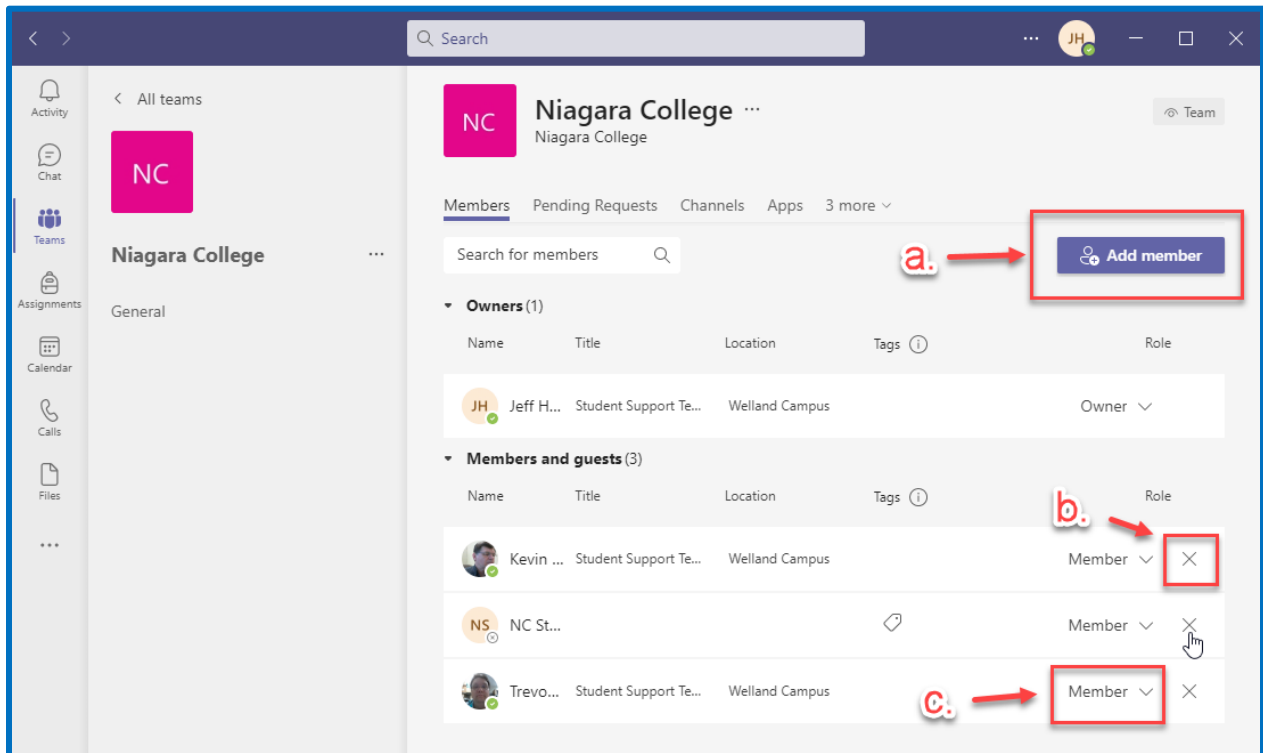 Search
JH
Activity
Chat
Teams
Assignments
Calendar
Calls
Files
All teams
NC
Niagara College
General
NC
Niagara College
Niagara College
Team
Members Pending Requests Channels Apps 3 more
Search for members
a.
Add member
Owners (1)
Name Title Location Tags Role
JH Jeff H... Student Support Te... Welland Campus Owner
Members and guests (3)
Name Title Location Tags Role
b.
Kevin ... Student Support Te... Welland Campus Member
NS NC St... Member
Trevo... Student Support Te... Welland Campus Member
c.